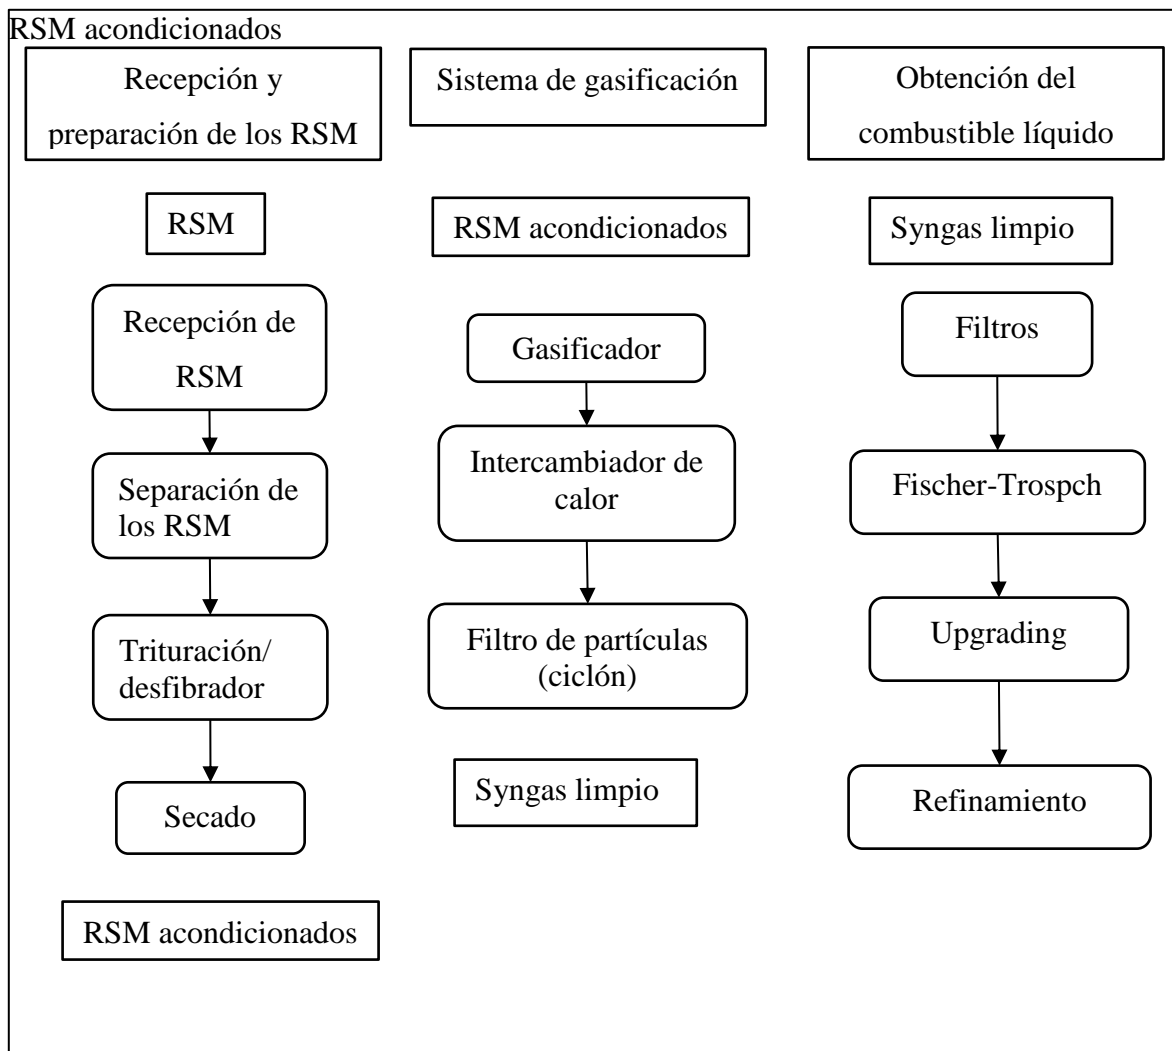 RSM acondicionados
Recepción y
preparación de los RSM
RSM
Recepción de
RSM
Separación de
los RSM
Trituración/
desfibrador
Secado
RSM acondicionados
Sistema de gasificación
RSM acondicionados
Gasificador
Intercambiador de
calor
Filtro de partículas
(ciclón)
Syngas limpio
Obtención del
combustible líquido
Syngas limpio
Filtros
Fischer-Trospch
Upgrading
Refinamiento